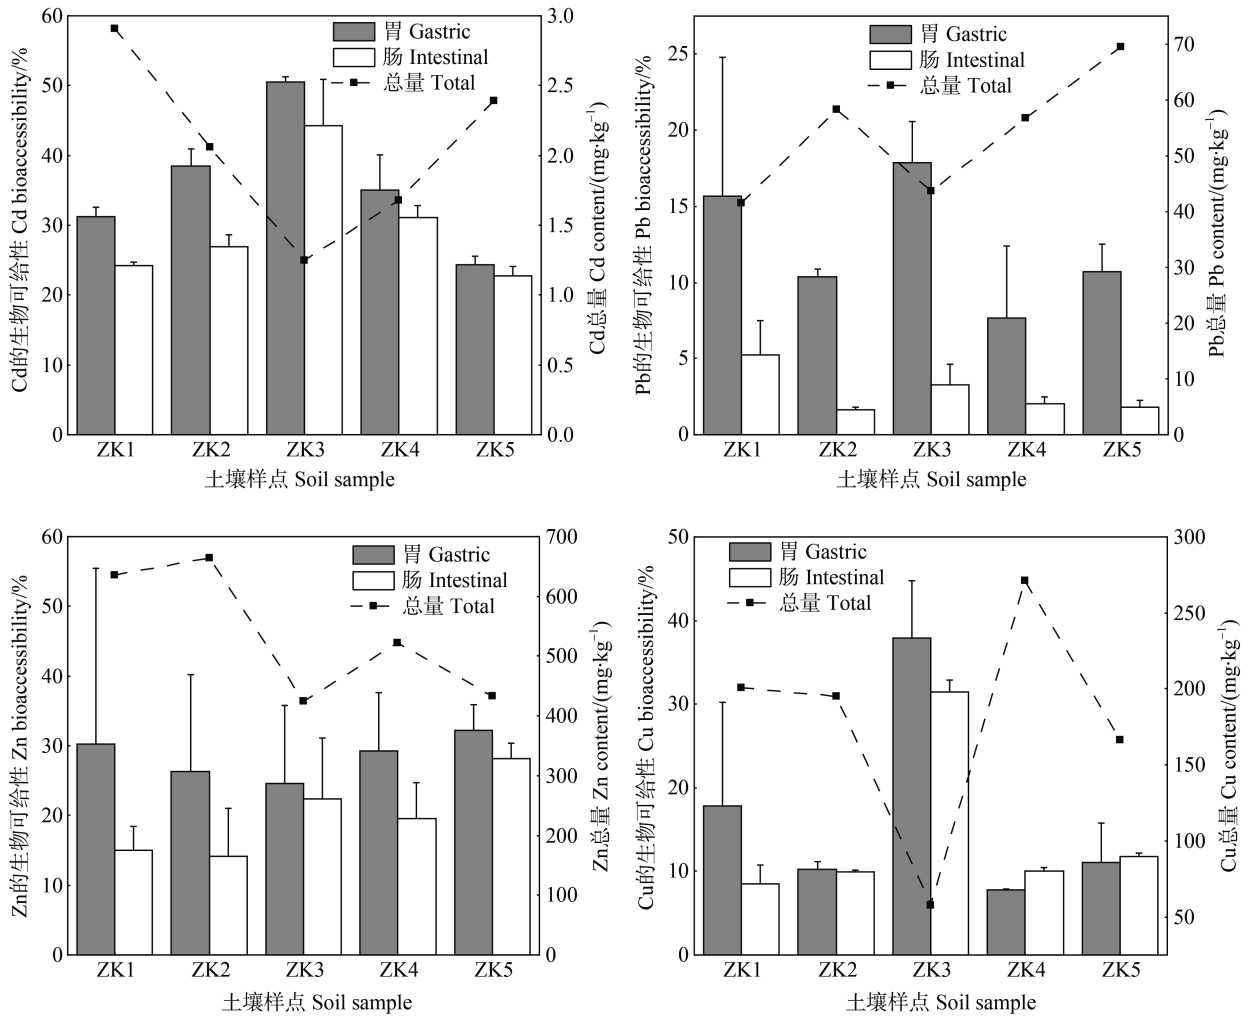 胃 Gastric
肠 Intestinal
总量 Total
Cd的生物可给性 Cd bioaccessibility/%
60
50
40
30
20
10
0
Cd总量 Cd content/(mg·kg⁻¹)
3.0
2.5
2.0
1.5
1.0
0.5
0.0
ZK1 ZK2 ZK3 ZK4 ZK5
土壤样点 Soil sample
胃 Gastric
肠 Intestinal
总量 Total
Pb的生物可给性 Pb bioaccessibility/%
25
20
15
10
5
0
Pb总量 Pb content/(mg·kg⁻¹)
70
60
50
40
30
20
10
0
ZK1 ZK2 ZK3 ZK4 ZK5
土壤样点 Soil sample
胃 Gastric
肠 Intestinal
总量 Total
Zn的生物可给性 Zn bioaccessibility/%
60
50
40
30
20
10
0
Zn总量 Zn content/(mg·kg⁻¹)
700
600
500
400
300
200
100
0
ZK1 ZK2 ZK3 ZK4 ZK5
土壤样点 Soil sample
胃 Gastric
肠 Intestinal
总量 Total
Cu的生物可给性 Cu bioaccessibility/%
50
40
30
20
10
0
Cu总量 Cu content/(mg·kg⁻¹)
300
250
200
150
100
50
ZK1 ZK2 ZK3 ZK4 ZK5
土壤样点 Soil sample